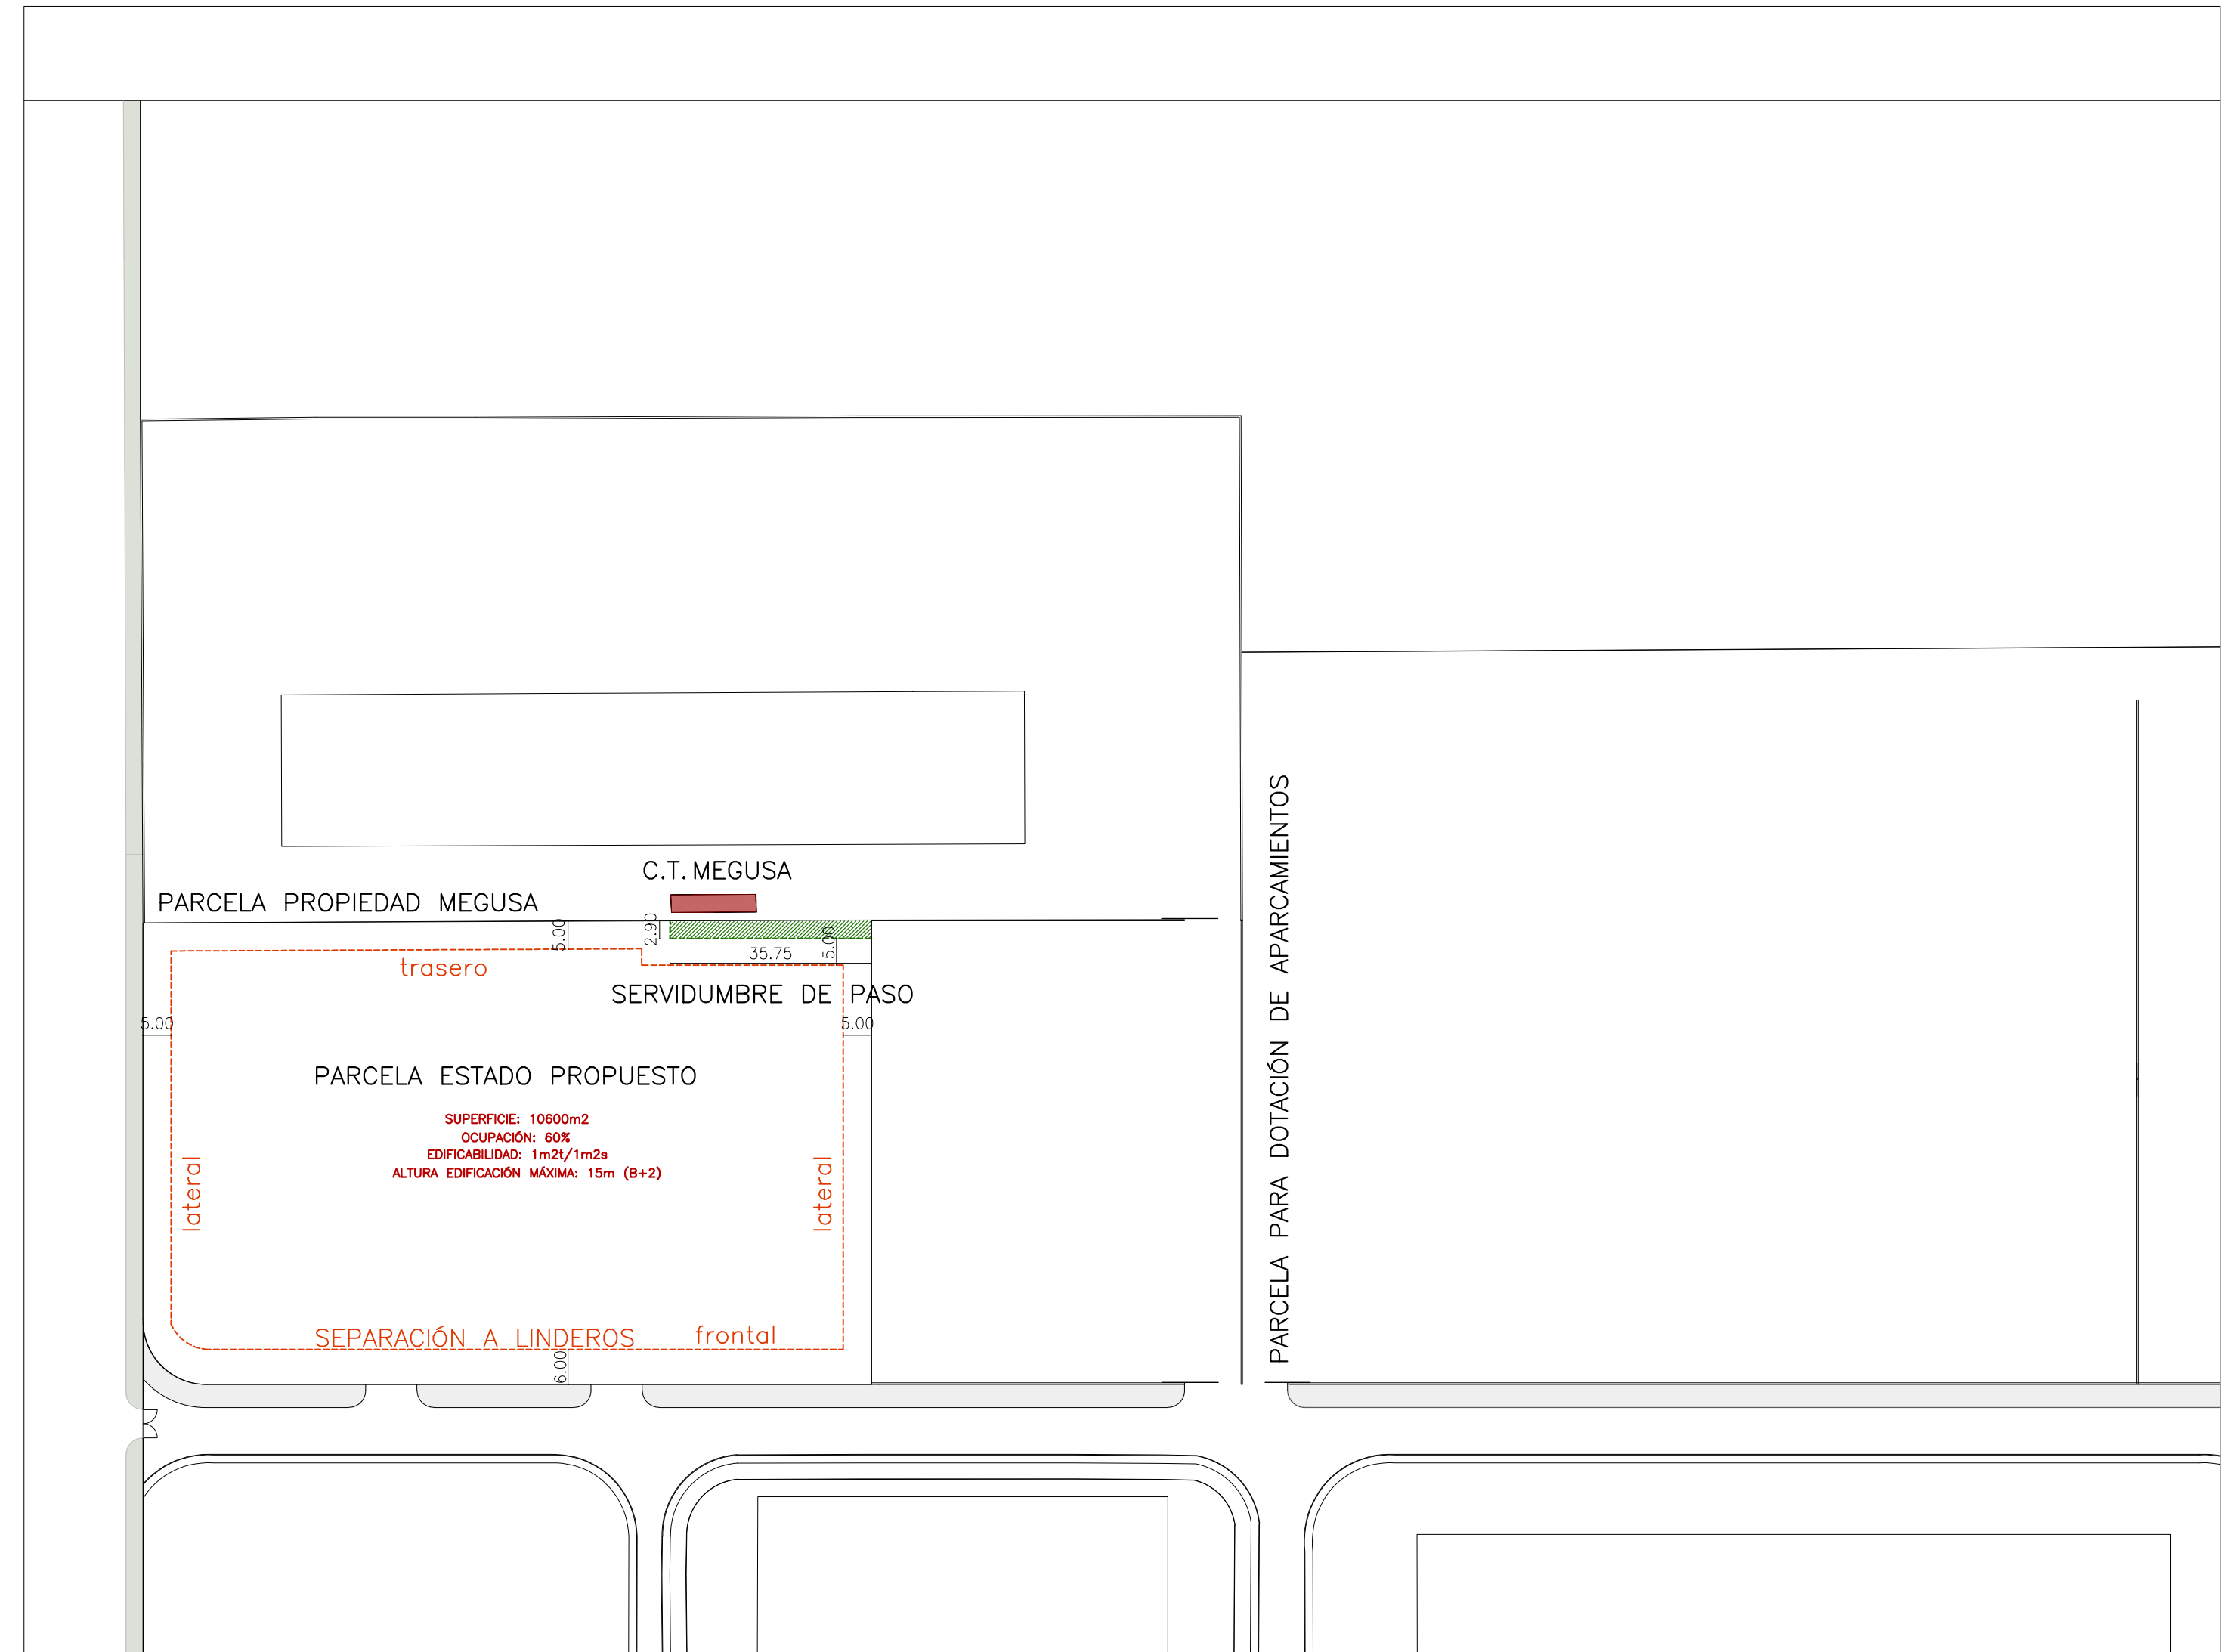 C.T. MEGUSA
PARCELA PROPIEDAD MEGUSA
5.00
2.90
5.00
35.75
trasero
SERVIDUMBRE DE PASO
5.00
5.00
PARCELA ESTADO PROPUESTO
SUPERFICIE: 10600m2
OCUPACIÓN: 60%
EDIFICABILIDAD: 1m2t/1m2s
ALTURA EDIFICACIÓN MÁXIMA: 15m (B+2)
lateral
lateral
SEPARACIÓN A LINDEROS
frontal
6.00
PARCELA PARA DOTACIÓN DE APARCAMIENTOS